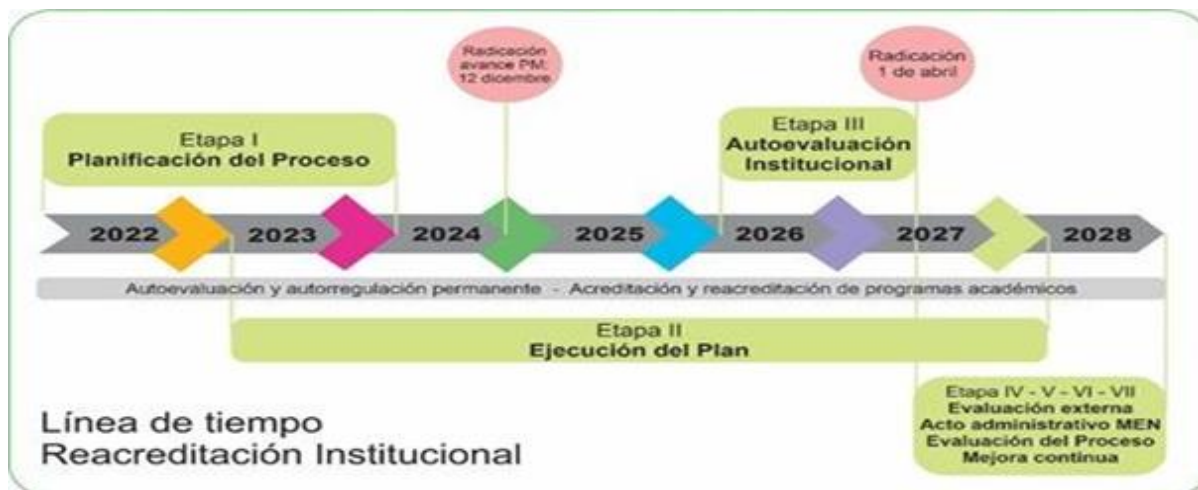 Radicación
avance PM:
12 diciembre
Radicación
1 de abril
Etapa I
Planificación del Proceso
Etapa III
Autoevaluación
Institucional
2022 2023 2024 2025 2026 2027 2028
Autoevaluación y autorregulación permanente - Acreditación y reacreditación de programas académicos
Etapa II
Ejecución del Plan
Etapa IV - V - VI - VII
Evaluación externa
Acto administrativo MEN
Evaluación del Proceso
Mejora continua
Línea de tiempo
Reacreditación Institucional